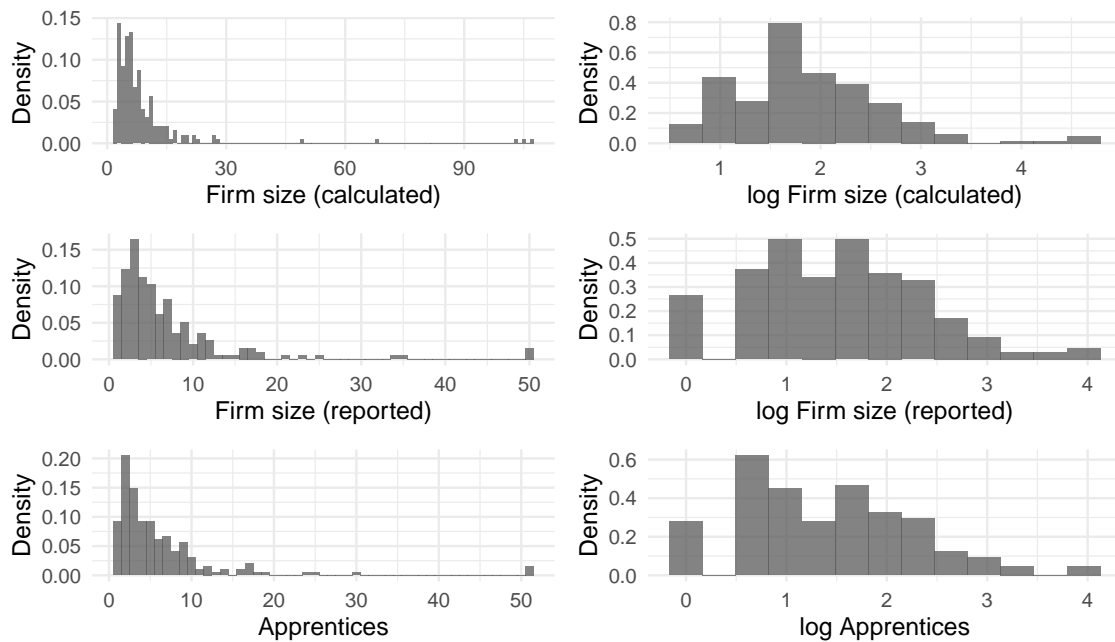 Density
0.15
0.10
0.05
0.00
0 30 60 90
Firm size (calculated)
Density
0.8
0.6
0.4
0.2
0.0
1 2 3 4
log Firm size (calculated)
Density
0.15
0.10
0.05
0.00
0 10 20 30 40 50
Firm size (reported)
Density
0.5
0.4
0.3
0.2
0.1
0.0
0 1 2 3 4
log Firm size (reported)
Density
0.20
0.15
0.10
0.05
0.00
0 10 20 30 40 50
Apprentices
Density
0.6
0.4
0.2
0.0
0 1 2 3 4
log Apprentices